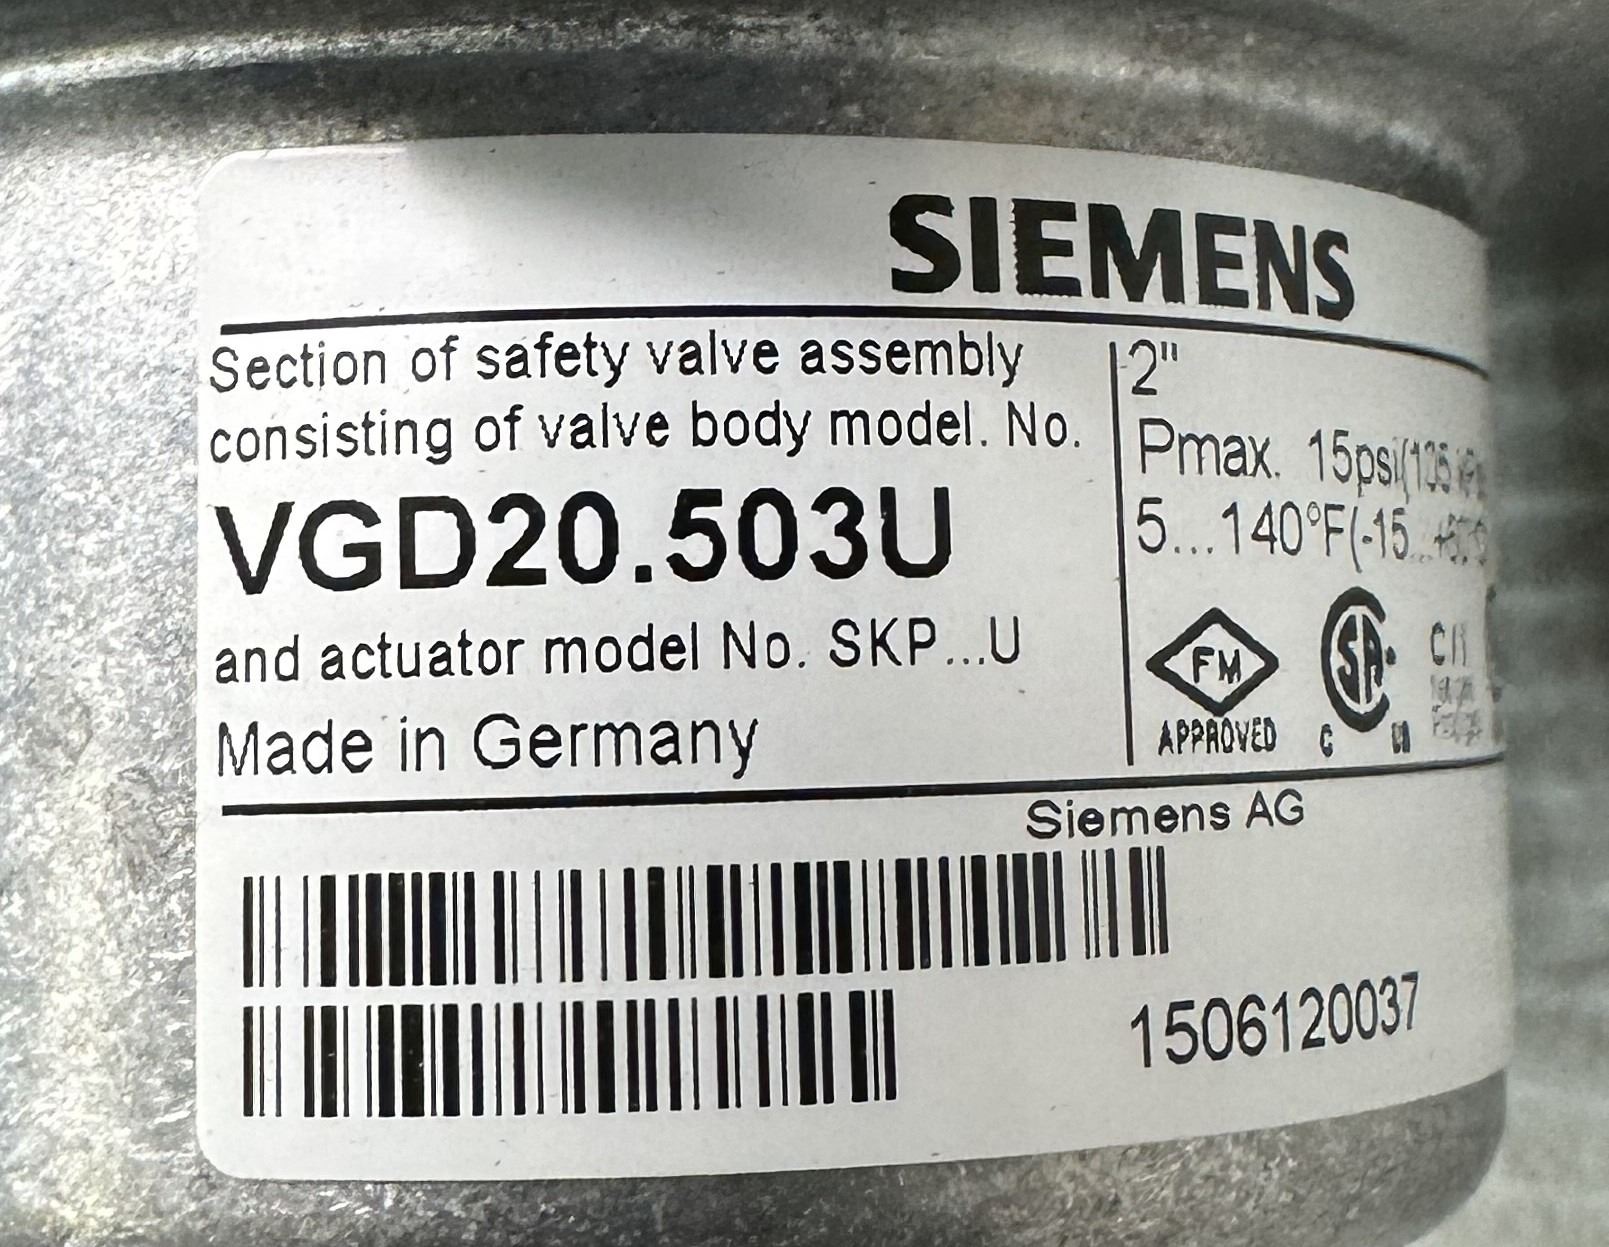 SIEMENS
Section of safety valve assembly
consisting of valve body model. No.
VGD20.503U
and actuator model No. SKP...U
Made in Germany
2"
Pmax. 15psi
5...140°F(-15...
FM
APPROVED
SA
C
Siemens AG
1506120037